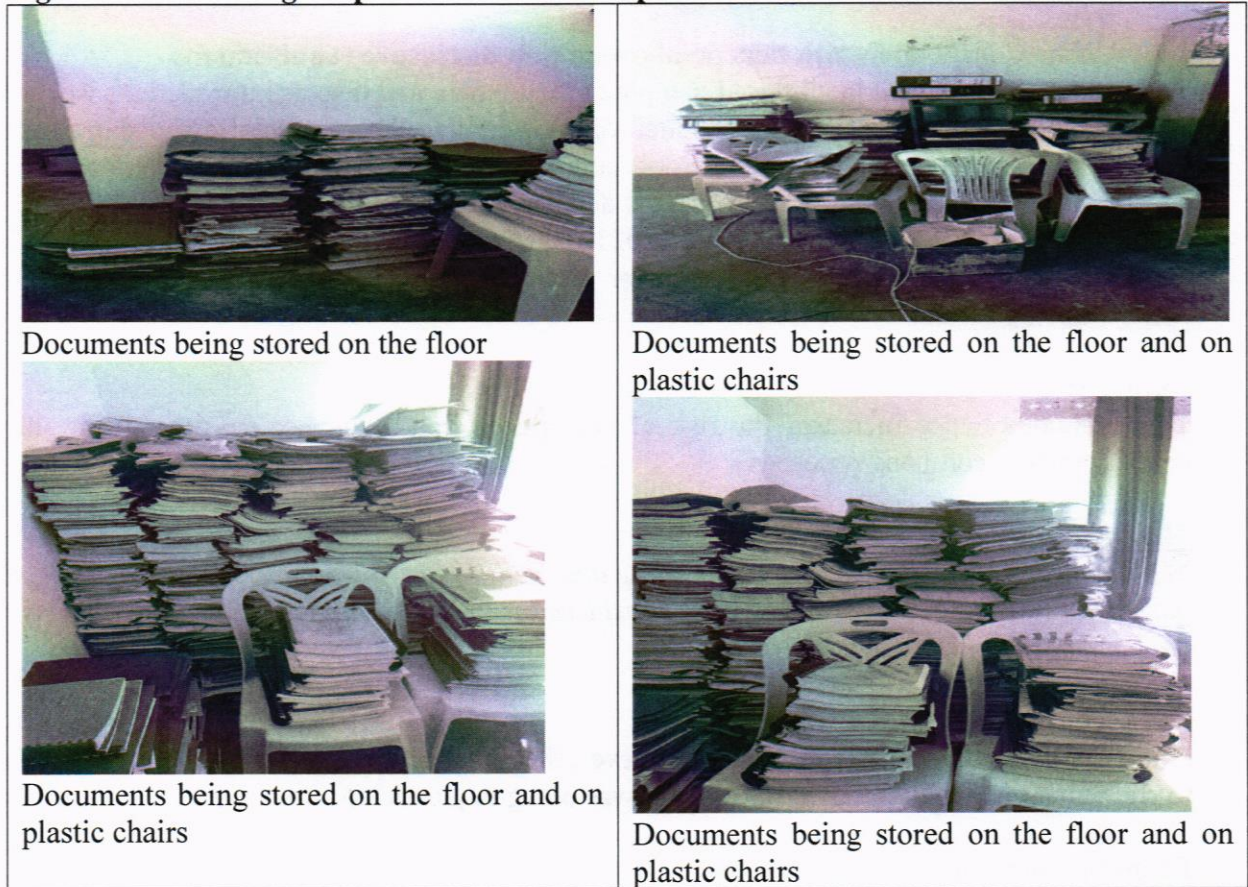 Documents being stored on the floor
Documents being stored on the floor and on
plastic chairs
Documents being stored on the floor and on
plastic chairs
Documents being stored on the floor and on
plastic chairs